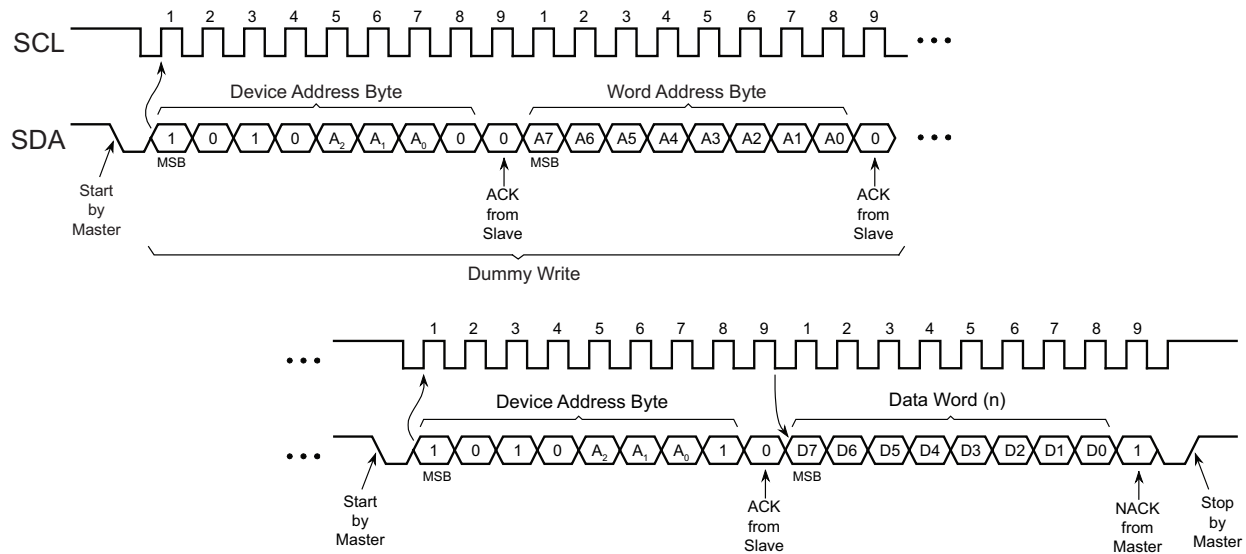 1 2 3 4 5 6 7 8 9 1 2 3 4 5 6 7 8 9
SCL
Device Address Byte Word Address Byte
SDA 1 0 1 0 A2 A1 A0 0 0 A7 A6 A5 A4 A3 A2 A1 A0 0
MSB MSB
Start
by
Master
ACK
from
Slave
ACK
from
Slave
Dummy Write
1 2 3 4 5 6 7 8 9 1 2 3 4 5 6 7 8 9
Device Address Byte Data Word (n)
1 0 1 0 A2 A1 A0 1 0 D7 D6 D5 D4 D3 D2 D1 D0 1
MSB MSB
Start
by
Master
ACK
from
Slave
NACK
from
Master
Stop
by
Master